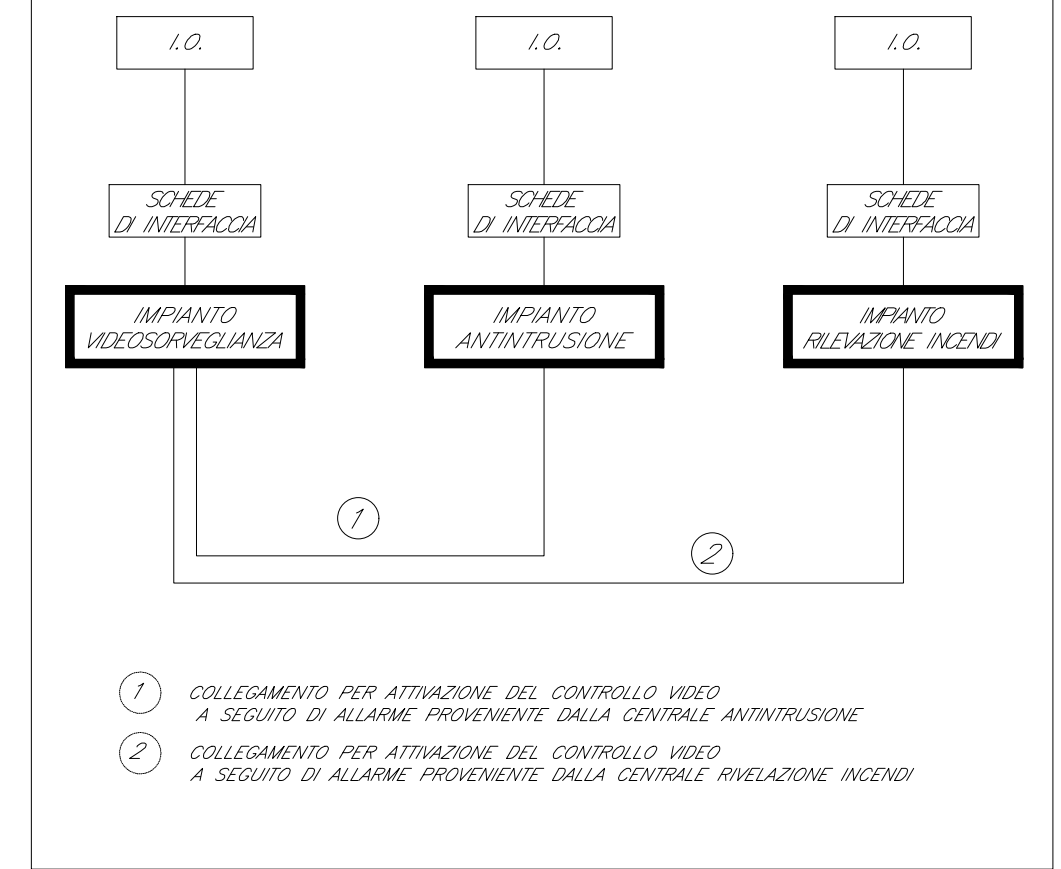 I.O.
I.O.
I.O.
SCHEDE
DI INTERFACCIA
SCHEDE
DI INTERFACCIA
SCHEDE
DI INTERFACCIA
IMPIANTO
VIDEOSORVEGLIANZA
IMPIANTO
ANTINTRUSIONE
IMPIANTO
RILEVAZIONE INCENDI
1
2
1 COLLEGAMENTO PER ATTIVAZIONE DEL CONTROLLO VIDEO
A SEGUITO DI ALLARME PROVENIENTE DALLA CENTRALE ANTINTRUSIONE
2 COLLEGAMENTO PER ATTIVAZIONE DEL CONTROLLO VIDEO
A SEGUITO DI ALLARME PROVENIENTE DALLA CENTRALE RIVELAZIONE INCENDI